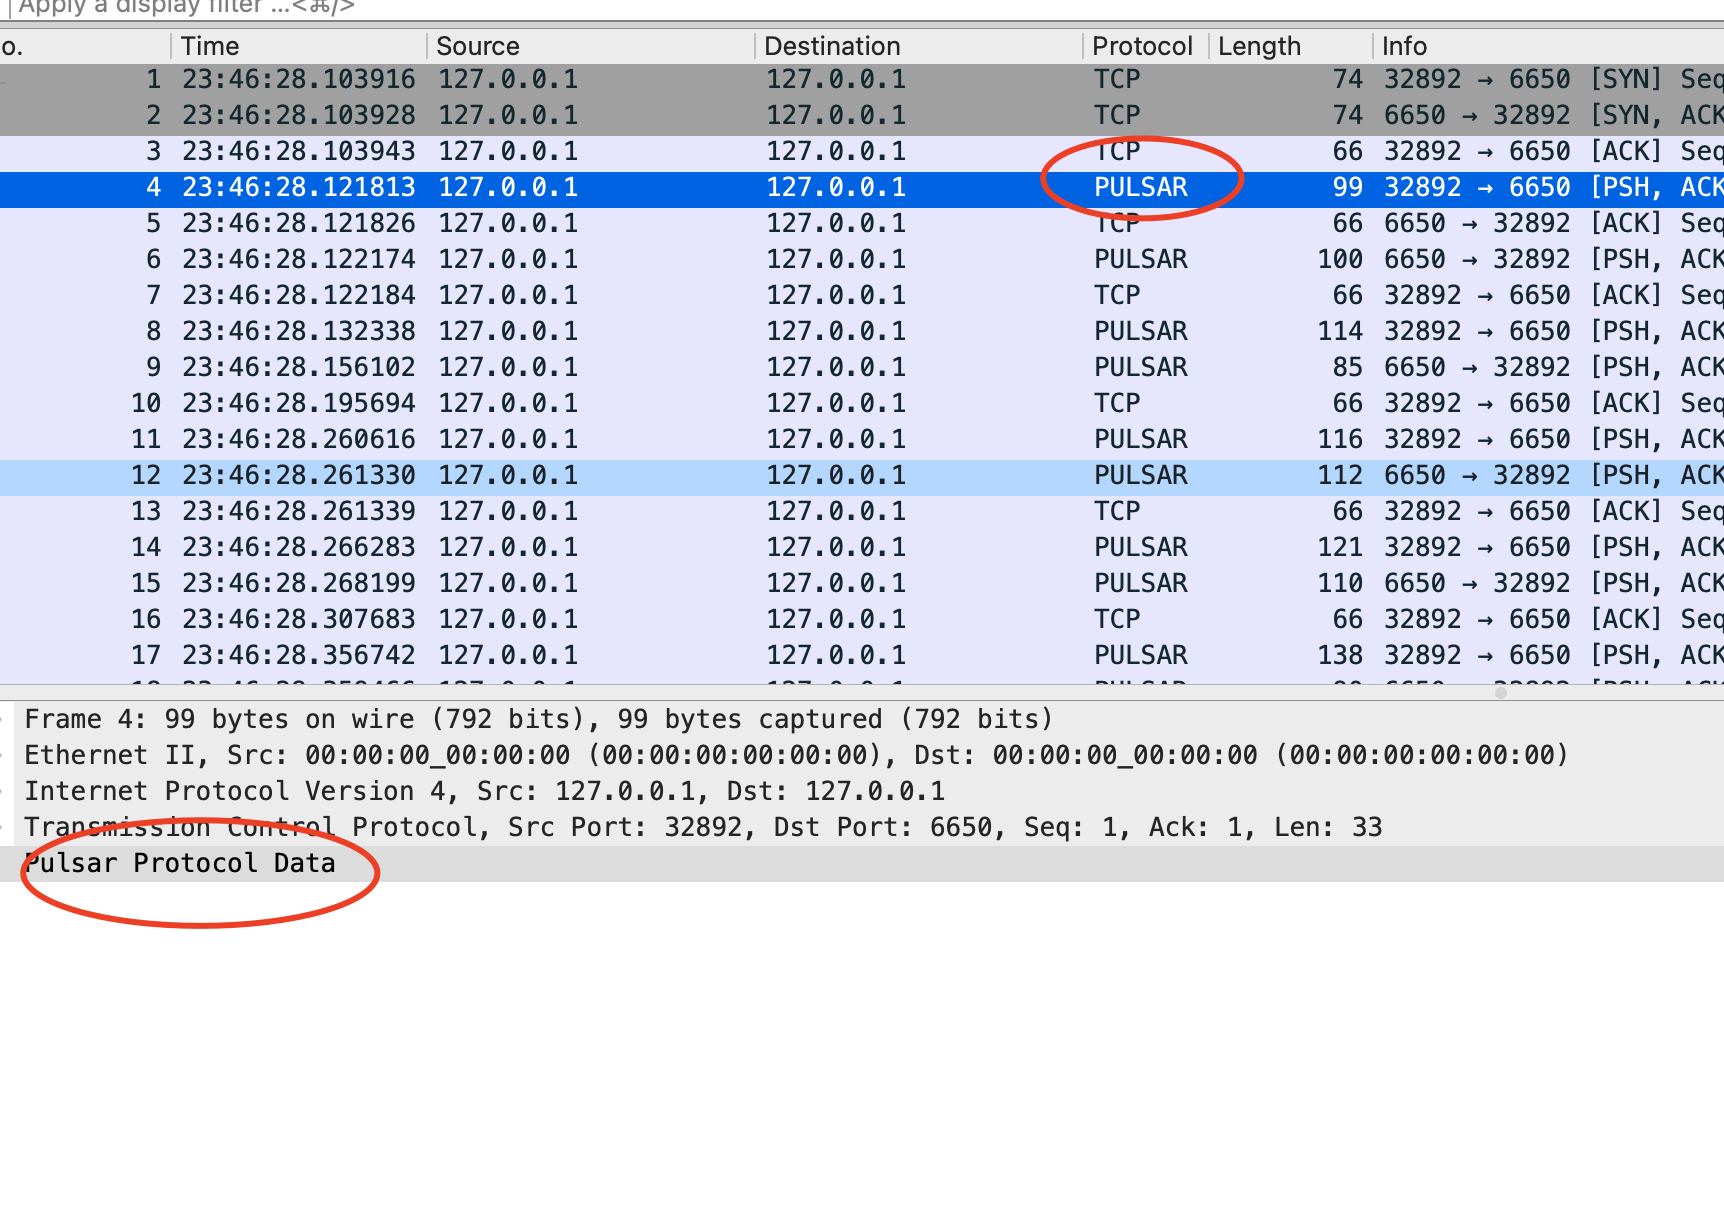 Apply a display filter ... <⌘/>
o. Time Source Destination Protocol Length Info
1 23:46:28.103916 127.0.0.1 127.0.0.1 TCP 74 32892 → 6650 [SYN] Seq
2 23:46:28.103928 127.0.0.1 127.0.0.1 TCP 74 6650 → 32892 [SYN, ACK
3 23:46:28.103943 127.0.0.1 127.0.0.1 TCP 66 32892 → 6650 [ACK] Seq
4 23:46:28.121813 127.0.0.1 127.0.0.1 PULSAR 99 32892 → 6650 [PSH, ACK
5 23:46:28.121826 127.0.0.1 127.0.0.1 TCP 66 6650 → 32892 [ACK] Seq
6 23:46:28.122174 127.0.0.1 127.0.0.1 PULSAR 100 6650 → 32892 [PSH, ACK
7 23:46:28.122184 127.0.0.1 127.0.0.1 TCP 66 32892 → 6650 [ACK] Seq
8 23:46:28.132338 127.0.0.1 127.0.0.1 PULSAR 114 32892 → 6650 [PSH, ACK
9 23:46:28.156102 127.0.0.1 127.0.0.1 PULSAR 85 6650 → 32892 [PSH, ACK
10 23:46:28.195694 127.0.0.1 127.0.0.1 TCP 66 32892 → 6650 [ACK] Seq
11 23:46:28.260616 127.0.0.1 127.0.0.1 PULSAR 116 32892 → 6650 [PSH, ACK
12 23:46:28.261330 127.0.0.1 127.0.0.1 PULSAR 112 6650 → 32892 [PSH, ACK
13 23:46:28.261339 127.0.0.1 127.0.0.1 TCP 66 32892 → 6650 [ACK] Seq
14 23:46:28.266283 127.0.0.1 127.0.0.1 PULSAR 121 32892 → 6650 [PSH, ACK
15 23:46:28.268199 127.0.0.1 127.0.0.1 PULSAR 110 6650 → 32892 [PSH, ACK
16 23:46:28.307683 127.0.0.1 127.0.0.1 TCP 66 32892 → 6650 [ACK] Seq
17 23:46:28.356742 127.0.0.1 127.0.0.1 PULSAR 138 32892 → 6650 [PSH, ACK
Frame 4: 99 bytes on wire (792 bits), 99 bytes captured (792 bits)
Ethernet II, Src: 00:00:00_00:00:00 (00:00:00:00:00:00), Dst: 00:00:00_00:00:00 (00:00:00:00:00:00)
Internet Protocol Version 4, Src: 127.0.0.1, Dst: 127.0.0.1
Transmission Control Protocol, Src Port: 32892, Dst Port: 6650, Seq: 1, Ack: 1, Len: 33
Pulsar Protocol Data